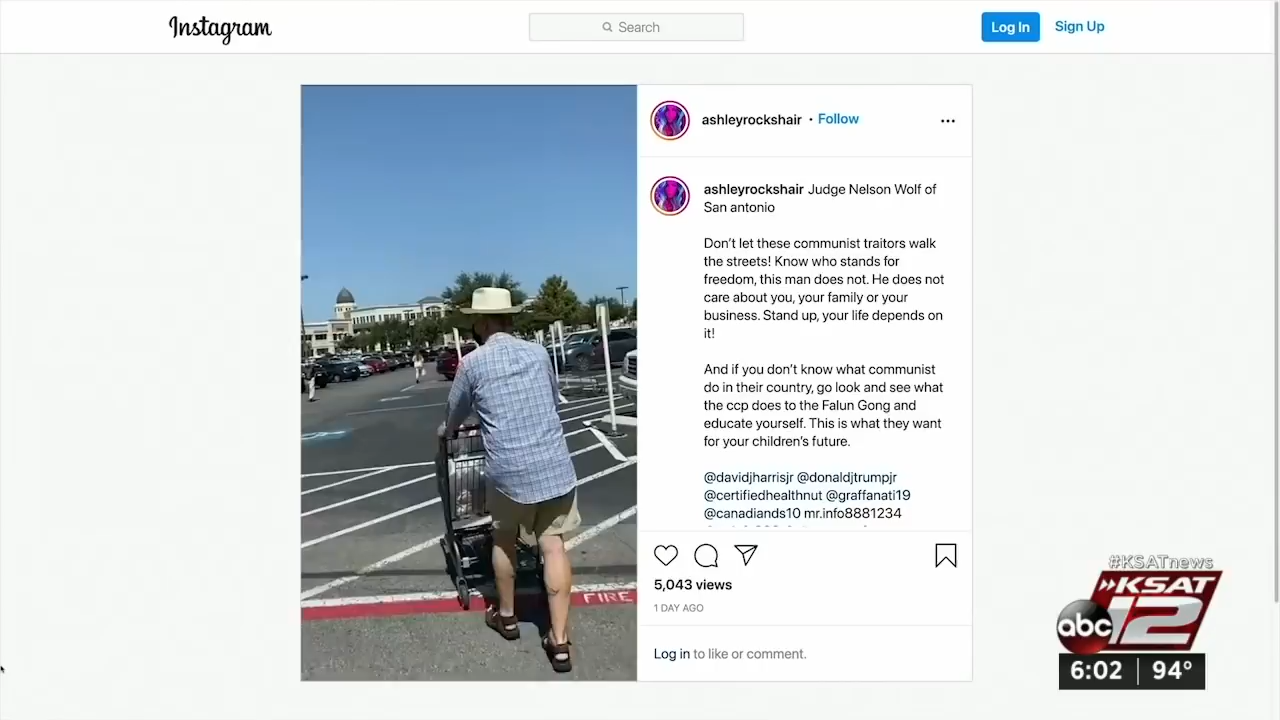 Instagram
Search
Log In
Sign Up
ashleyrockshair • Follow
ashleyrockshair Judge Nelson Wolf of
San antonio
Don't let these communist traitors walk
the streets! Know who stands for
freedom, this man does not. He does not
care about you, your family or your
business. Stand up, your life depends on
it!
And if you don't know what communist
do in their country, go look and see what
the ccp does to the Falun Gong and
educate yourself. This is what they want
for your children's future.
@davidjharrisjr @donaldjtrumpjr
@certifiedhealthnut @graffanati19
@canadiands10 mr.info8881234
5,043 views
1 DAY AGO
Log in to like or comment.
FIRE
#KSATnews
KSAT
abc 12
6:02 94°